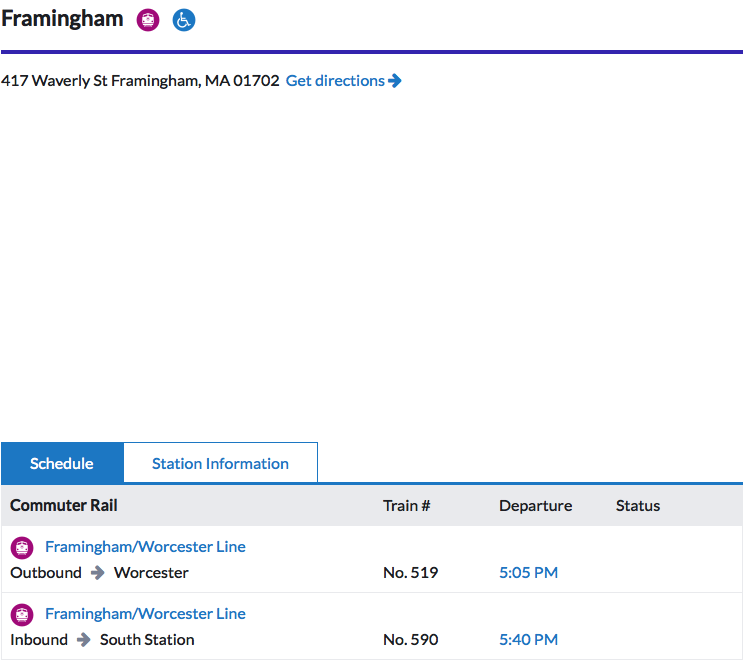 Framingham
417 Waverly St Framingham, MA 01702 Get directions
Schedule Station Information
Commuter Rail Train # Departure Status
Framingham/Worcester Line
Outbound Worcester No. 519 5:05 PM
Framingham/Worcester Line
Inbound South Station No. 590 5:40 PM